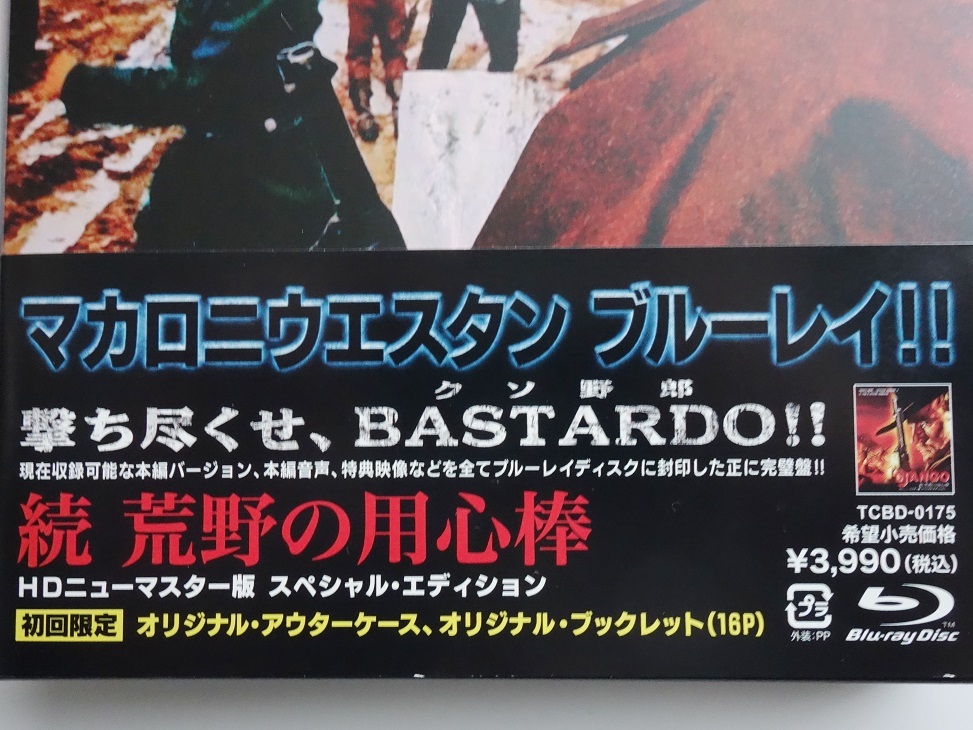 マカロニウエスタン ブルーレイ!!
クソ野郎
撃ち尽くせ、BASTARDO!!
現在収録可能な本編バージョン、本編音声、特典映像などを全てブルーレイディスクに封印した正に完璧盤!!
続 荒野の用心棒
HDニューマスター版 スペシャル・エディション
初回限定 オリジナル・アウターケース、オリジナル・ブックレット(16P)
DJANGO
TCBD-0175
希望小売価格
¥3,990(税込)
プラ
外装:PP
Blu-ray Disc
TM